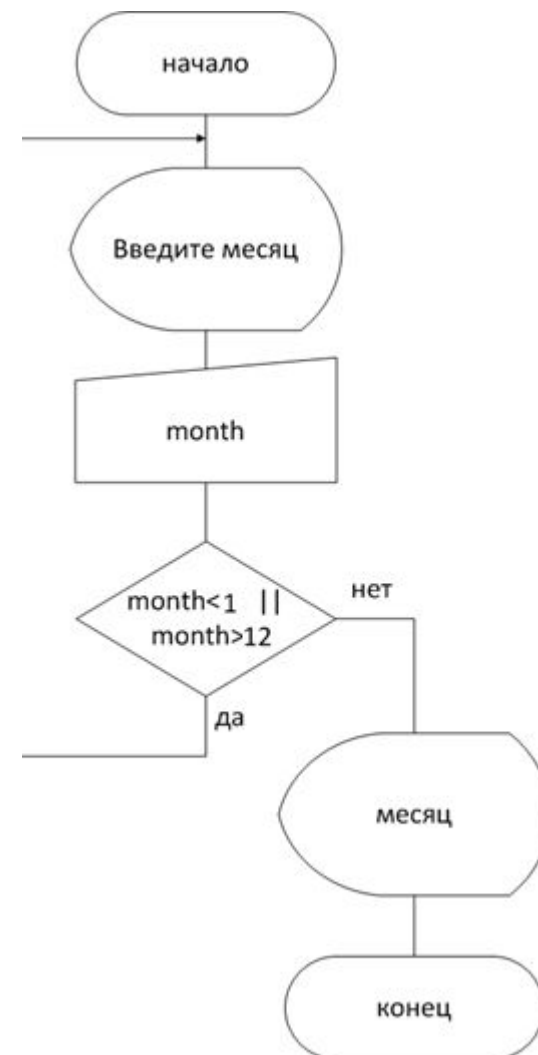 начало
Введите месяц
month
month<1 ||
month>12
нет
да
месяц
конец